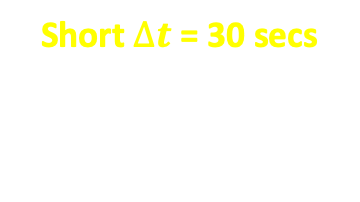 Short Δt = 30 secs